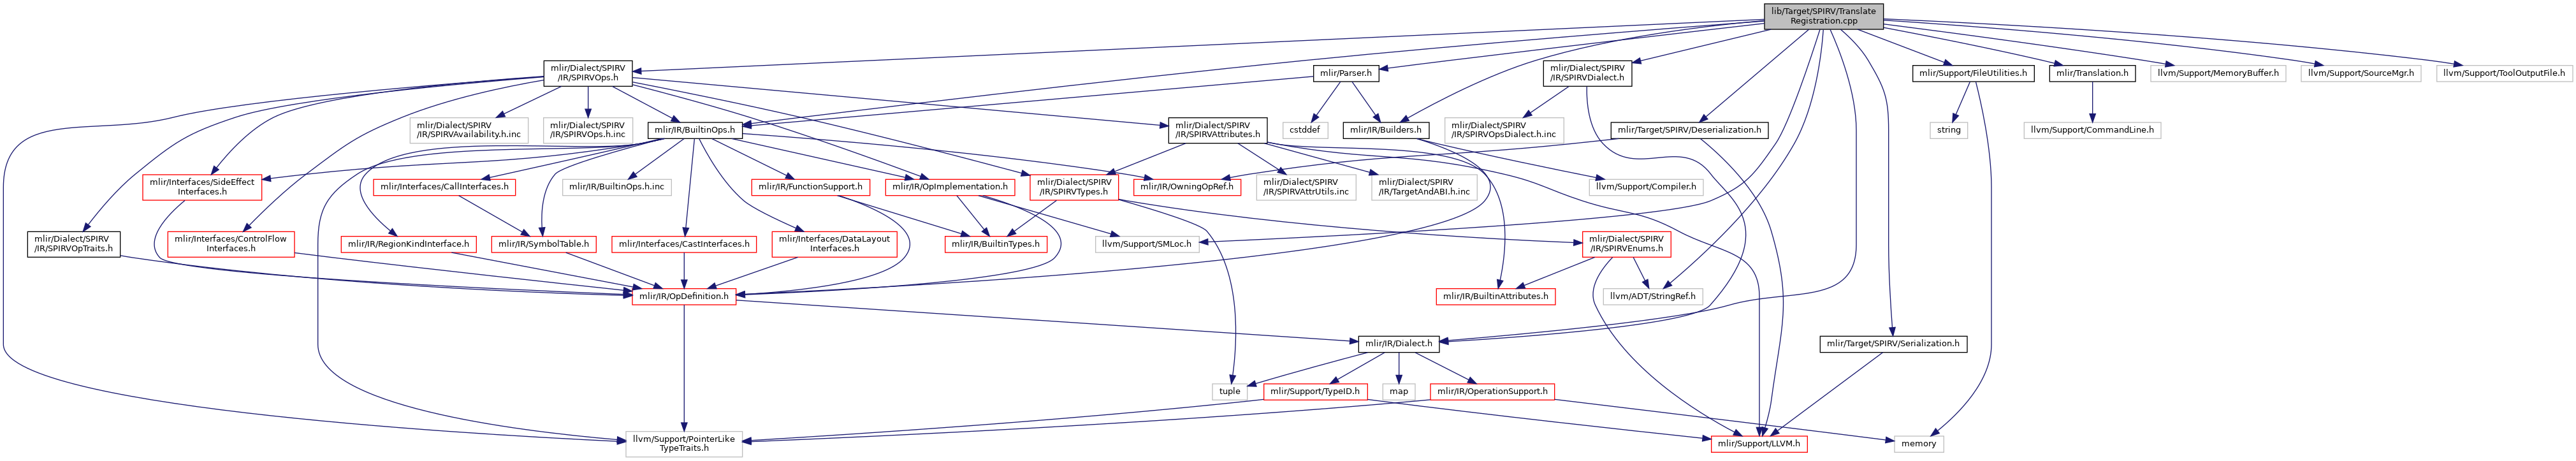 lib/Target/SPIRV/Translate
Registration.cpp
mlir/Dialect/SPIRV
/IR/SPIRVOps.h
mlir/Parser.h
mlir/Dialect/SPIRV
/IR/SPIRVDialect.h
mlir/Support/FileUtilities.h
mlir/Translation.h
llvm/Support/MemoryBuffer.h
llvm/Support/SourceMgr.h
llvm/Support/ToolOutputFile.h
mlir/Dialect/SPIRV
/IR/SPIRVAvailability.h.inc
mlir/Dialect/SPIRV
/IR/SPIRVOps.h.inc
mlir/IR/BuiltinOps.h
mlir/Dialect/SPIRV
/IR/SPIRVAttributes.h
cstddef
mlir/IR/Builders.h
mlir/Dialect/SPIRV
/IR/SPIRVOpsDialect.h.inc
mlir/Target/SPIRV/Deserialization.h
string
llvm/Support/CommandLine.h
mlir/Interfaces/SideEffect
Interfaces.h
mlir/Interfaces/CallInterfaces.h
mlir/IR/BuiltinOps.h.inc
mlir/IR/FunctionSupport.h
mlir/IR/OpImplementation.h
mlir/Dialect/SPIRV
/IR/SPIRVTypes.h
mlir/IR/OwningOpRef.h
mlir/Dialect/SPIRV
/IR/SPIRVAttrUtils.inc
mlir/Dialect/SPIRV
/IR/TargetAndABI.h.inc
llvm/Support/Compiler.h
mlir/Dialect/SPIRV
/IR/SPIRVOpTraits.h
mlir/Interfaces/ControlFlow
Interfaces.h
mlir/IR/RegionKindInterface.h
mlir/IR/SymbolTable.h
mlir/Interfaces/CastInterfaces.h
mlir/Interfaces/DataLayout
Interfaces.h
mlir/IR/BuiltinTypes.h
llvm/Support/SMLoc.h
mlir/Dialect/SPIRV
/IR/SPIRVEnums.h
mlir/IR/OpDefinition.h
mlir/IR/BuiltinAttributes.h
llvm/ADT/StringRef.h
mlir/IR/Dialect.h
mlir/Target/SPIRV/Serialization.h
tuple
mlir/Support/TypeID.h
map
mlir/IR/OperationSupport.h
llvm/Support/PointerLike
TypeTraits.h
mlir/Support/LLVM.h
memory